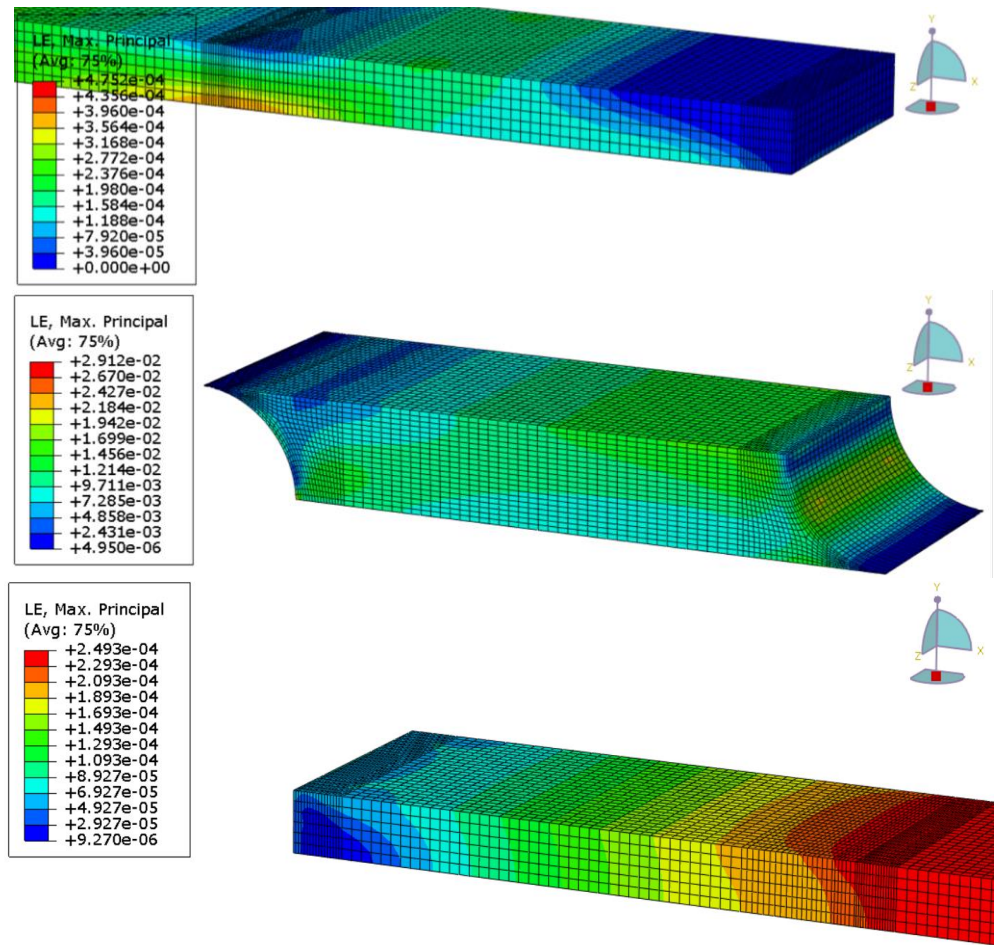 LE, Max. Principal
(Avg: 75%)
+4.752e-04
+4.356e-04
+3.960e-04
+3.564e-04
+3.168e-04
+2.772e-04
+2.376e-04
+1.980e-04
+1.584e-04
+1.188e-04
+7.920e-05
+3.960e-05
+0.000e+00
Y
Z
X
LE, Max. Principal
(Avg: 75%)
+2.912e-02
+2.670e-02
+2.427e-02
+2.184e-02
+1.942e-02
+1.699e-02
+1.456e-02
+1.214e-02
+9.711e-03
+7.285e-03
+4.858e-03
+2.431e-03
+4.950e-06
Y
Z
X
LE, Max. Principal
(Avg: 75%)
+2.493e-04
+2.293e-04
+2.093e-04
+1.893e-04
+1.693e-04
+1.493e-04
+1.293e-04
+1.093e-04
+8.927e-05
+6.927e-05
+4.927e-05
+2.927e-05
+9.270e-06
Y
Z
X